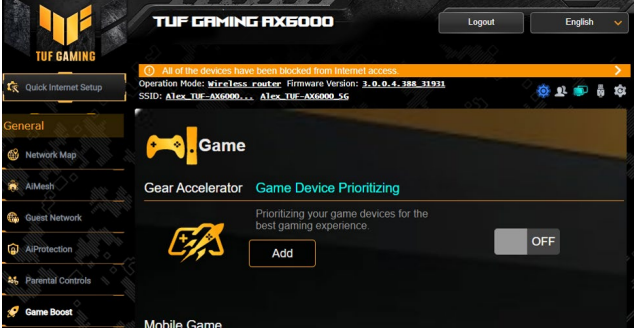 TUF GAMING AX6000
Logout
English
TUF GAMING
All of the devices have been blocked from Internet access.
Quick Internet Setup
Operation Mode: Wireless router Firmware Version: 3.0.0.4.388_31931
SSID: Alex_TUF-AX6000... Alex_TUF-AX6000_5G
General
Network Map
AiMesh
Guest Network
AiProtection
Parental Controls
Game Boost
Game
Gear Accelerator Game Device Prioritizing
Prioritizing your game devices for the
best gaming experience.
Add
OFF
Mobile Game